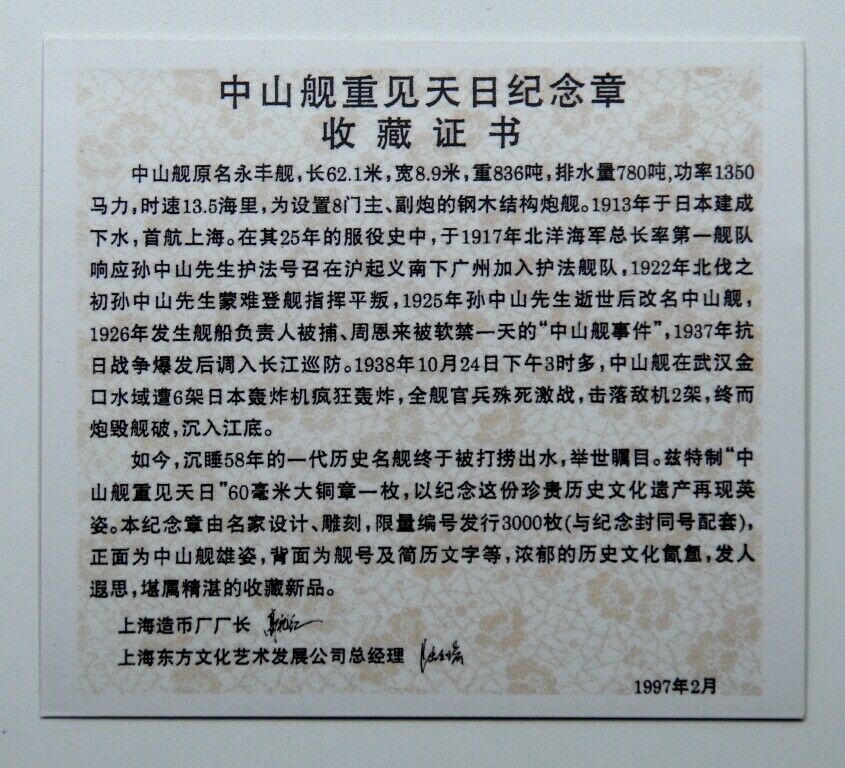 中山舰重见天日纪念章
收藏证书
中山舰原名永丰舰，长62.1米，宽8.9米，重836吨，排水量780吨，功率1350
马力，时速13.5海里，为设置8门主、副炮的钢木结构炮舰。1913年于日本建成
下水，首航上海。在其25年的服役史中，于1917年北洋海军总长率第一舰队
响应孙中山先生护法号召在沪起义南下广州加入护法舰队，1922年北伐之
初孙中山先生蒙难登舰指挥平叛，1925年孙中山先生逝世后改名中山舰，
1926年发生舰船负责人被捕、周恩来被软禁一天的“中山舰事件”，1937年抗
日战争爆发后调入长江巡防。1938年10月24日下午3时多，中山舰在武汉金
口水域遭6架日本轰炸机疯狂轰炸，全舰官兵殊死激战，击落敌机2架，终而
炮毁舰破，沉入江底。
如今，沉睡58年的一代历史名舰终于被打捞出水，举世瞩目。兹特制“中
山舰重见天日”60毫米大铜章一枚，以纪念这份珍贵历史文化遗产再现英
姿。本纪念章由名家设计、雕刻，限量编号发行3000枚(与纪念封同号配套)，
正面为中山舰雄姿，背面为舰号及简历文字等，浓郁的历史文化氤氲，发人
遐思，堪属精湛的收藏新品。
上海造币厂厂长
上海东方文化艺术发展公司总经理
1997年2月